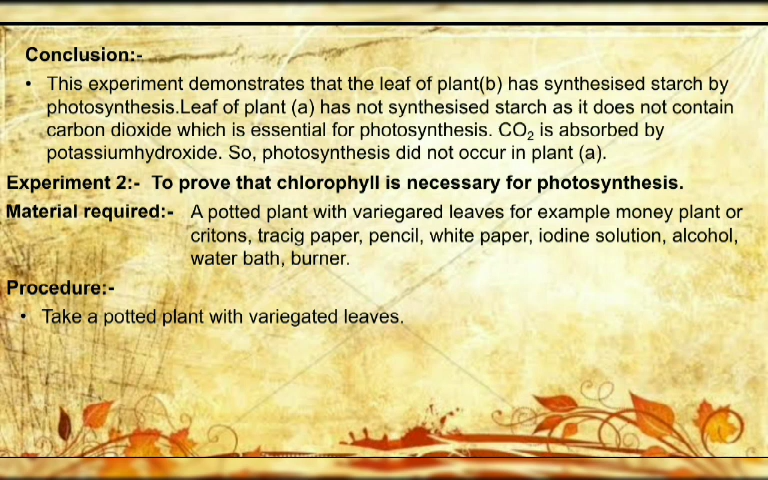 Conclusion:-
• This experiment demonstrates that the leaf of plant(b) has synthesised starch by
photosynthesis.Leaf of plant (a) has not synthesised starch as it does not contain
carbon dioxide which is essential for photosynthesis. CO₂ is absorbed by
potassiumhydroxide. So, photosynthesis did not occur in plant (a).
Experiment 2:- To prove that chlorophyll is necessary for photosynthesis.
Material required:- A potted plant with variegared leaves for example money plant or
critons, tracig paper, pencil, white paper, iodine solution, alcohol,
water bath, burner.
Procedure:-
• Take a potted plant with variegated leaves.